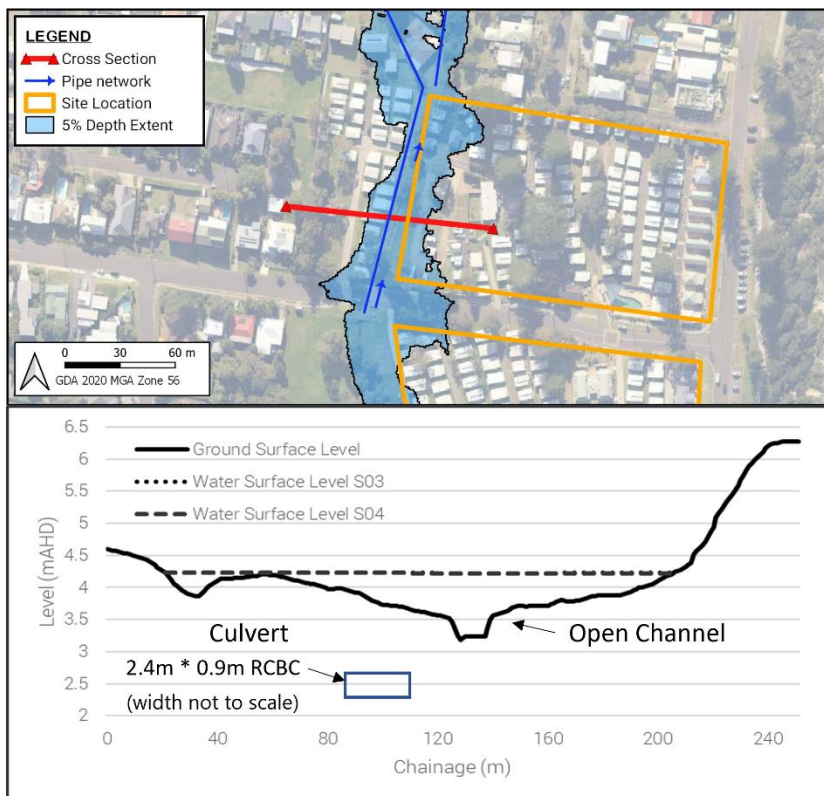 LEGEND
Cross Section
Pipe network
Site Location
5% Depth Extent
0 30 60 m
GDA 2020 MGA Zone 56
6.5
6
5.5
5
4.5
4
3.5
3
2.5
2
Level (mAHD)
Ground Surface Level
Water Surface Level S03
Water Surface Level S04
Culvert
Open Channel
2.4m * 0.9m RCBC
(width not to scale)
0 40 80 120 160 200 240
Chainage (m)